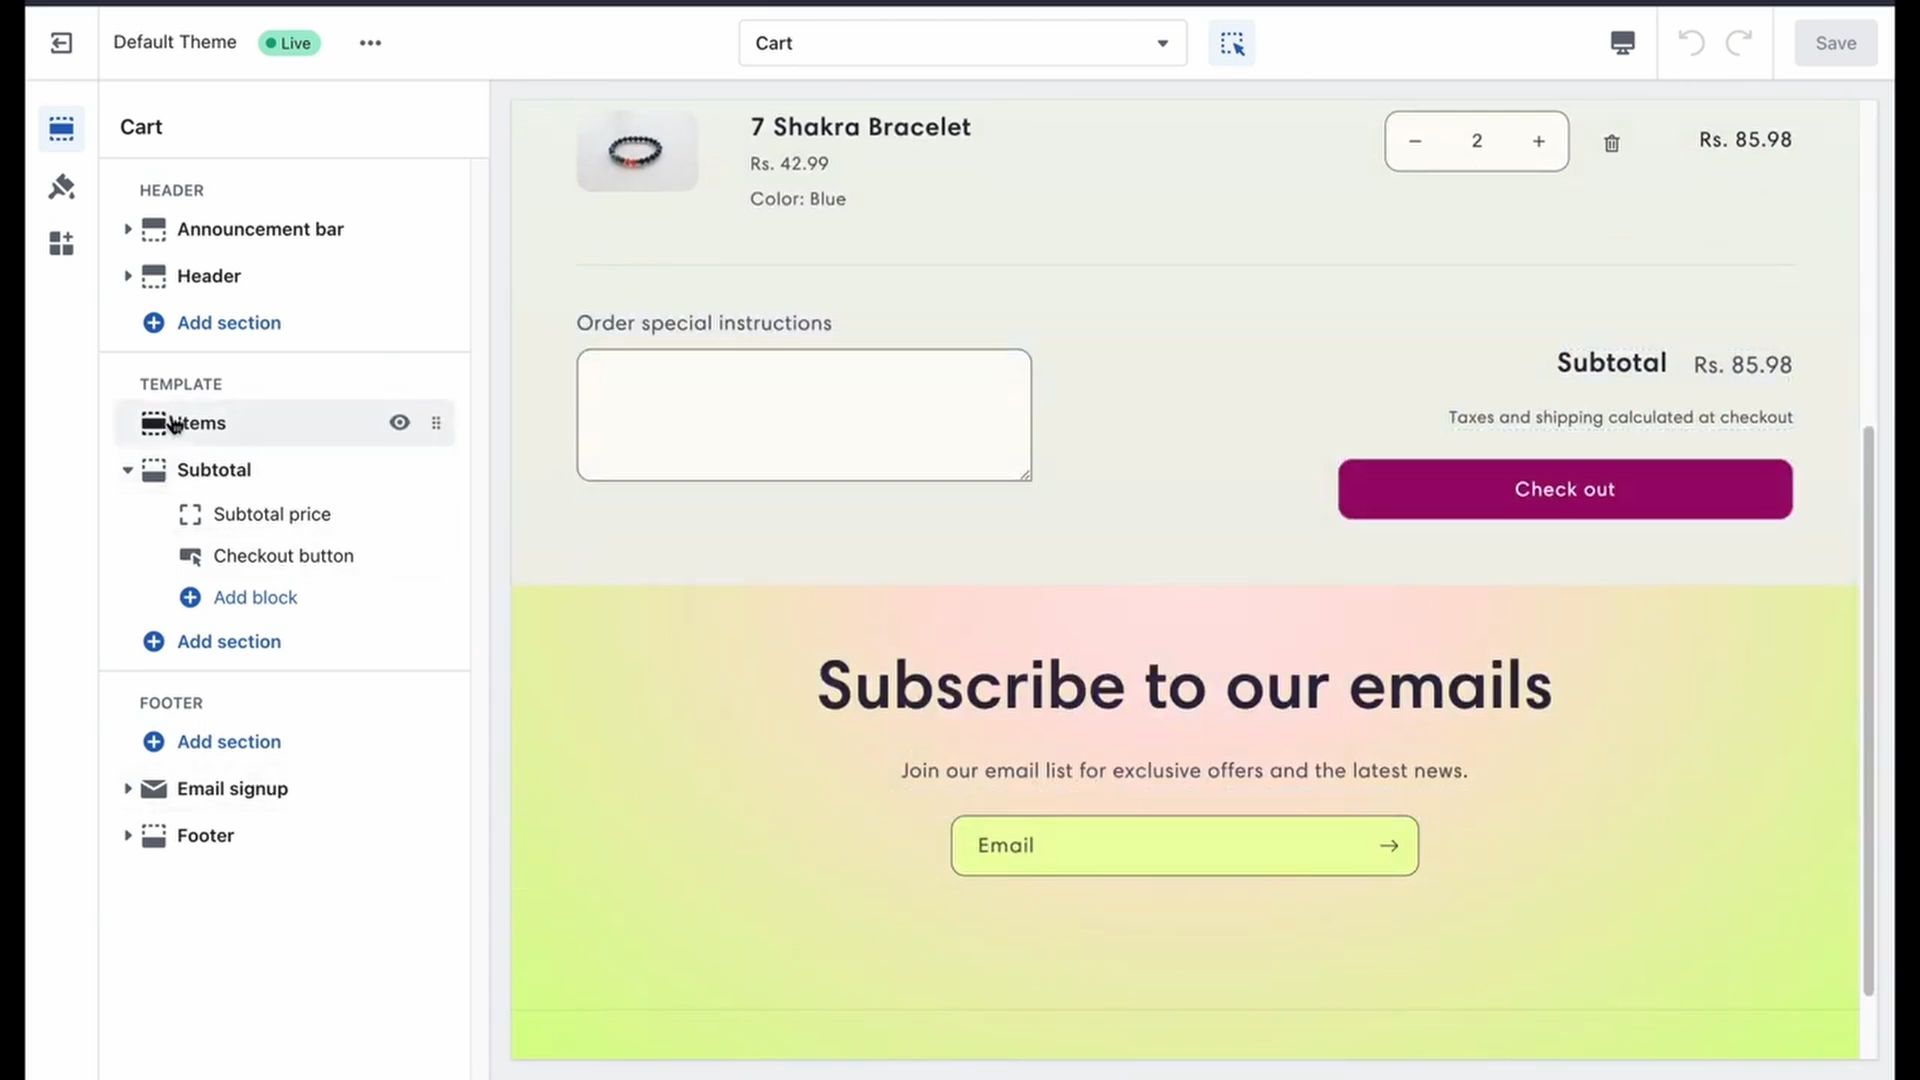 Default Theme
Live
Cart
Save
Cart
HEADER
Announcement bar
Header
Add section
TEMPLATE
Items
Subtotal
Subtotal price
Checkout button
Add block
Add section
FOOTER
Add section
Email signup
Footer
7 Shakra Bracelet
Rs. 42.99
Color: Blue
2
Rs. 85.98
Order special instructions
Subtotal Rs. 85.98
Taxes and shipping calculated at checkout
Check out
Subscribe to our emails
Join our email list for exclusive offers and the latest news.
Email